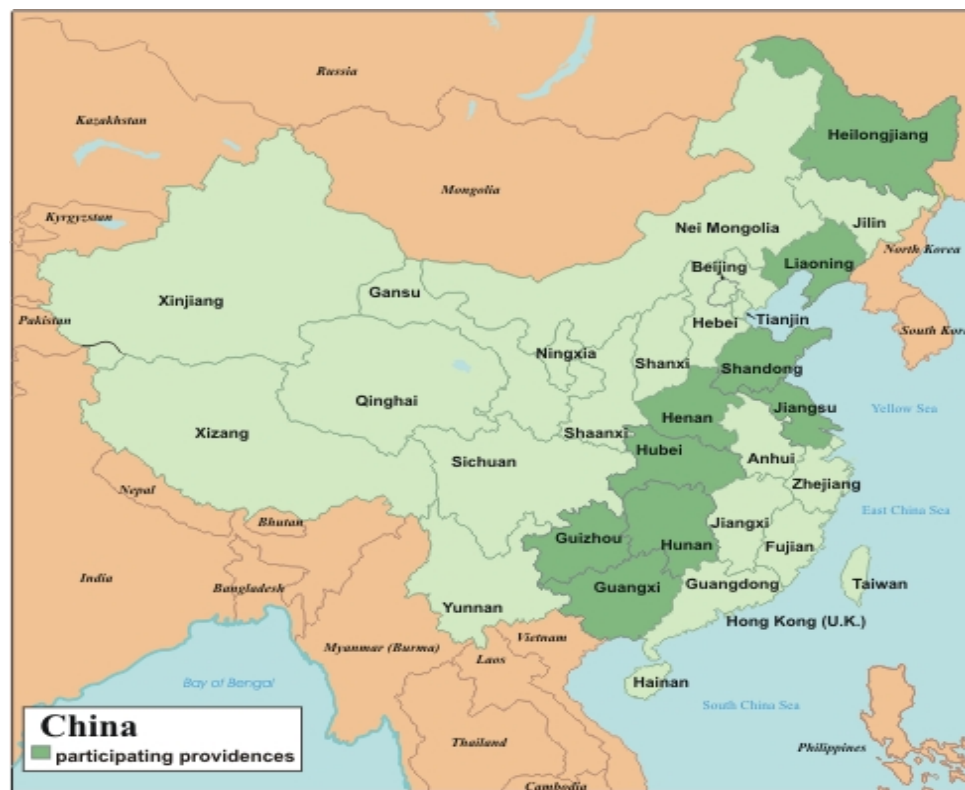 Russia
Kazakhstan
Heilongjiang
Mongolia
Kyrgyzstan
Jilin
Nei Mongolia
North Korea
Beijing
Liaoning
Gansu
Xinjiang
Pakistan
Tianjin
Hebei
South Kor
Ningxia
Shanxi
Shandong
Qinghai
Jiangsu
Yellow Sea
Henan
Xizang
Shaanxi
Hubei
Anhui
Sichuan
Zhejiang
Nepal
East China Sea
Bhutan
Jiangxi
Guizhou
Hunan
Fujian
India
Bangladesh
Guangxi
Guangdong
Taiwan
Yunnan
Hong Kong (U.K.)
Vietnam
Myanmar (Burma)
Laos
Bay of Bengal
Hainan
South China Sea
China
participating providences
Thailand
Philippines
Cambodia